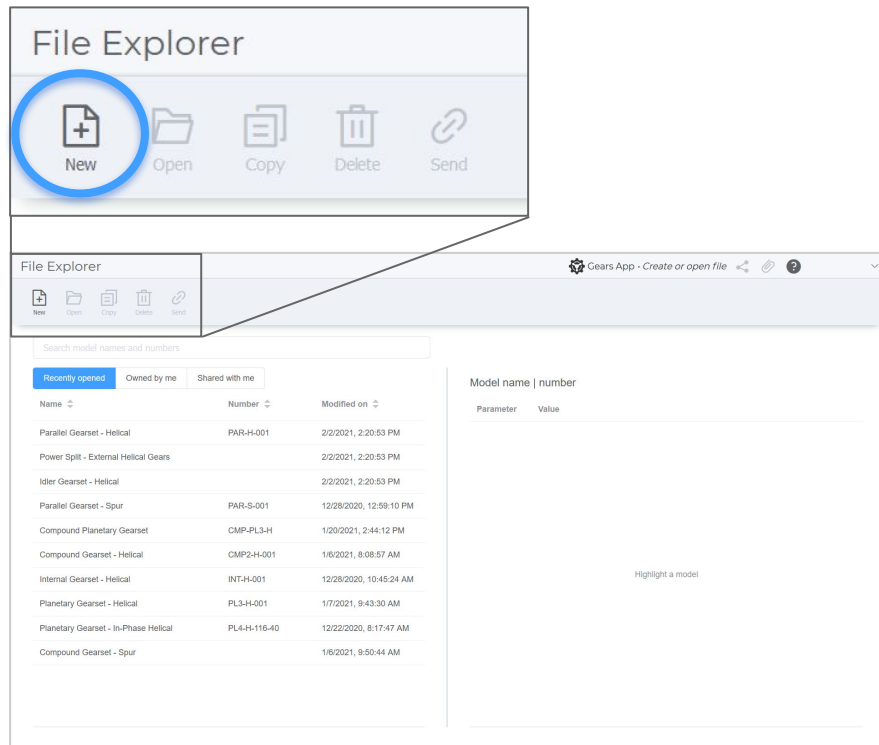 File Explorer
New Open Copy Delete Send
File Explorer
Gears App - Create or open file ?
New Open Copy Delete Send
Search model names and numbers
Recently opened Owned by me Shared with me
Model name | number
Name Number Modified on
Parameter Value
Parallel Gearset - Helical PAR-H-001 2/2/2021, 2:20:53 PM
Power Split - External Helical Gears 2/2/2021, 2:20:53 PM
Idler Gearset - Helical 2/2/2021, 2:20:53 PM
Parallel Gearset - Spur PAR-S-001 12/28/2020, 12:59:10 PM
Compound Planetary Gearset CMP-PL3-H 1/20/2021, 2:44:12 PM
Compound Gearset - Helical CMP2-H-001 1/6/2021, 8:08:57 AM
Internal Gearset - Helical INT-H-001 12/28/2020, 10:45:24 AM
Highlight a model
Planetary Gearset - Helical PL3-H-001 1/7/2021, 9:43:30 AM
Planetary Gearset - In-Phase Helical PL4-H-116-40 12/22/2020, 8:17:47 AM
Compound Gearset - Spur 1/6/2021, 9:50:44 AM